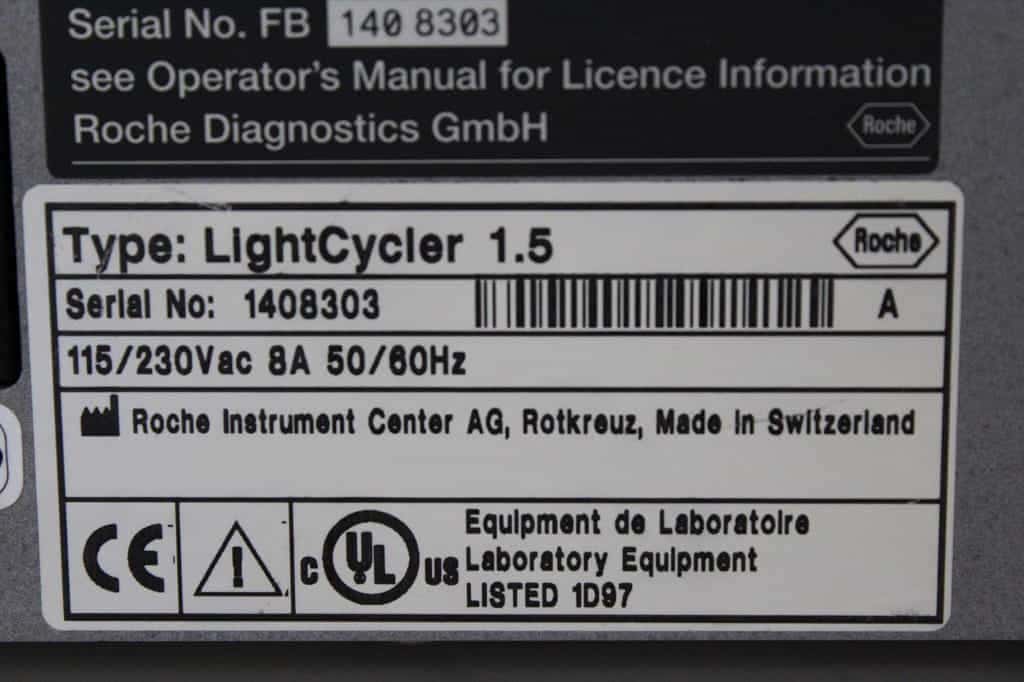 Serial No. FB 140 8303
see Operator's Manual for Licence Information
Roche Diagnostics GmbH
Roche
Type: LightCycler 1.5
Roche
Serial No: 1408303
A
115/230Vac 8A 50/60Hz
Roche Instrument Center AG, Rotkreuz, Made in Switzerland
CE
!
C UL US
Equipment de Laboratoire
Laboratory Equipment
LISTED 1D97